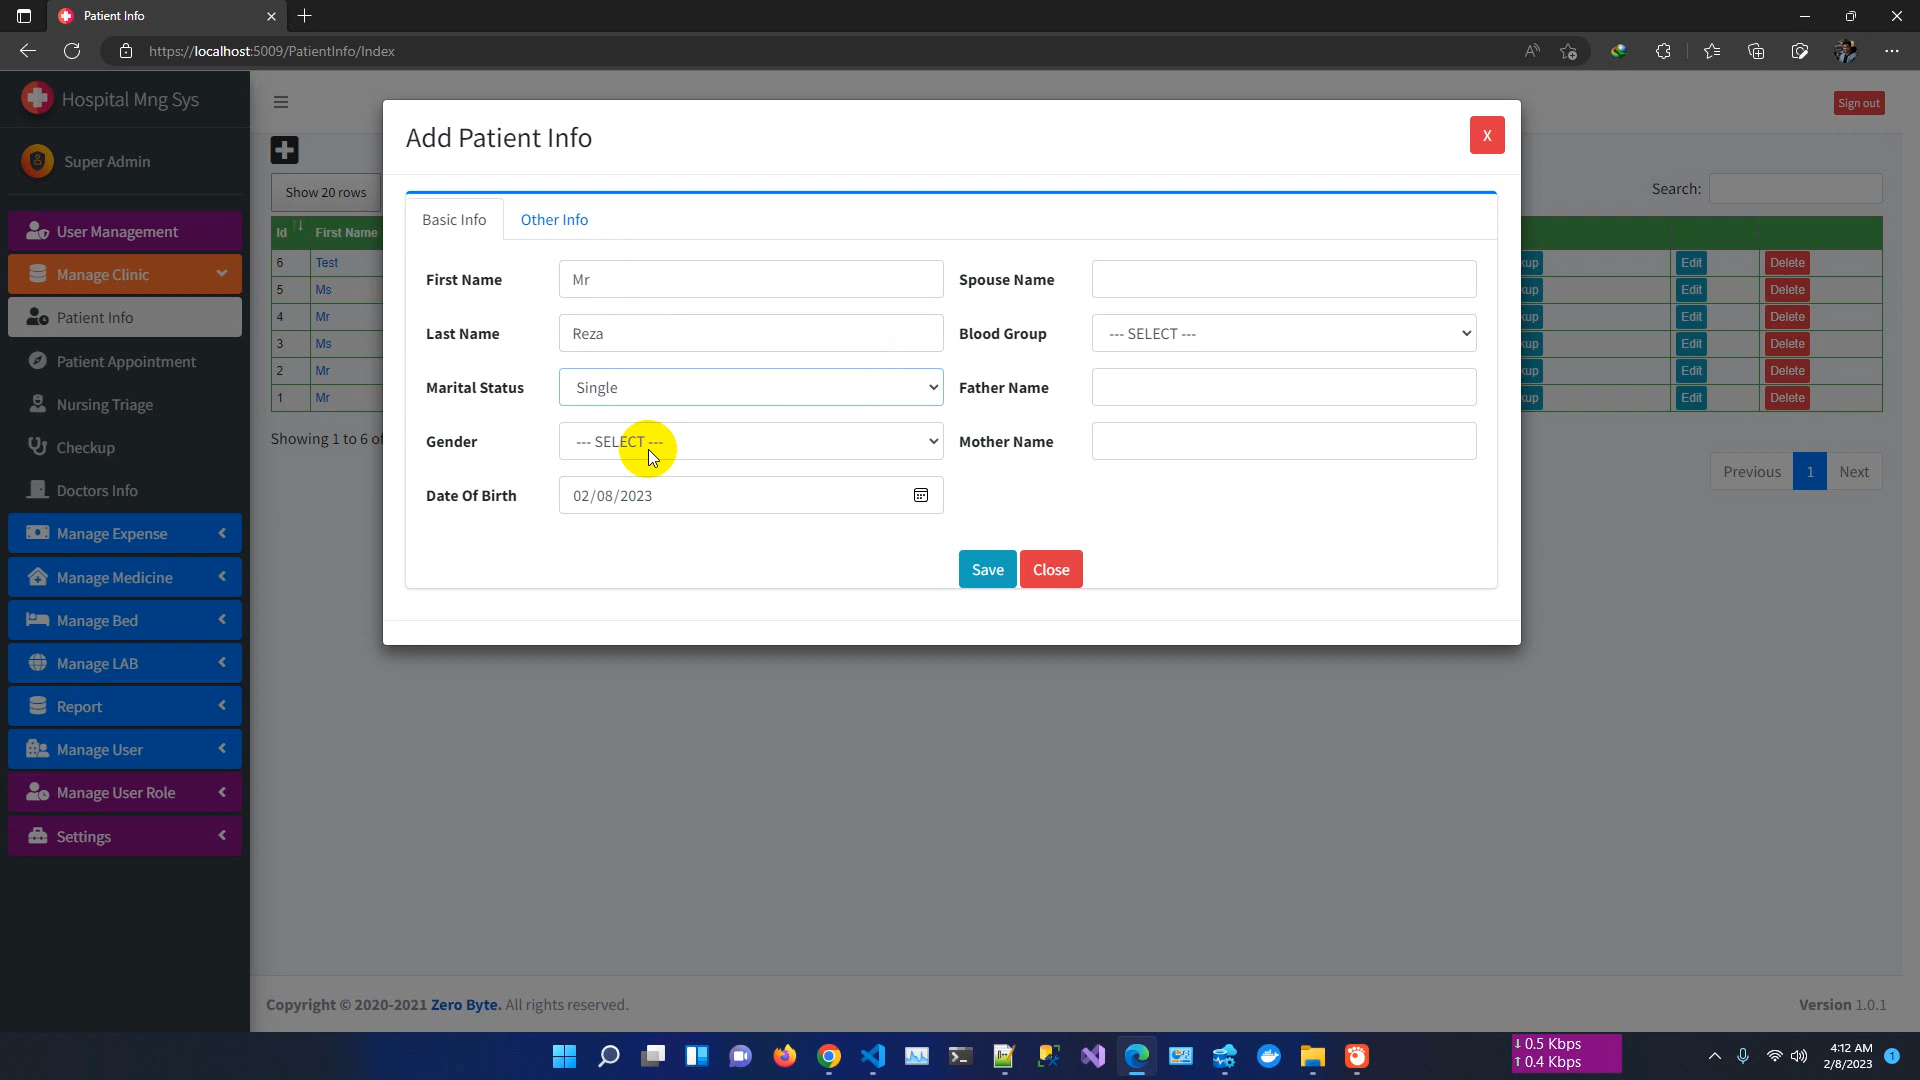 Patient Info
https://localhost:5009/PatientInfo/Index
Hospital Mng Sys
Sign out
Super Admin
User Management
Manage Clinic
Patient Info
Patient Appointment
Nursing Triage
Checkup
Doctors Info
Manage Expense
Manage Medicine
Manage Bed
Manage LAB
Report
Manage User
Manage User Role
Settings
Show 20 rows
Search:
Id First Name
6 Test
5 Ms
4 Mr
3 Ms
2 Mr
1 Mr
kup Edit Delete
kup Edit Delete
kup Edit Delete
kup Edit Delete
kup Edit Delete
kup Edit Delete
Showing 1 to 6 of
Previous 1 Next
Add Patient Info
X
Basic Info Other Info
First Name Mr Spouse Name
Last Name Reza Blood Group --- SELECT ---
Marital Status Single Father Name
Gender --- SELECT --- Mother Name
Date Of Birth 02/08/2023
Save Close
Copyright © 2020-2021 Zero Byte. All rights reserved.
Version 1.0.1
↓ 0.5 Kbps
↑ 0.4 Kbps
4:12 AM
2/8/2023
1